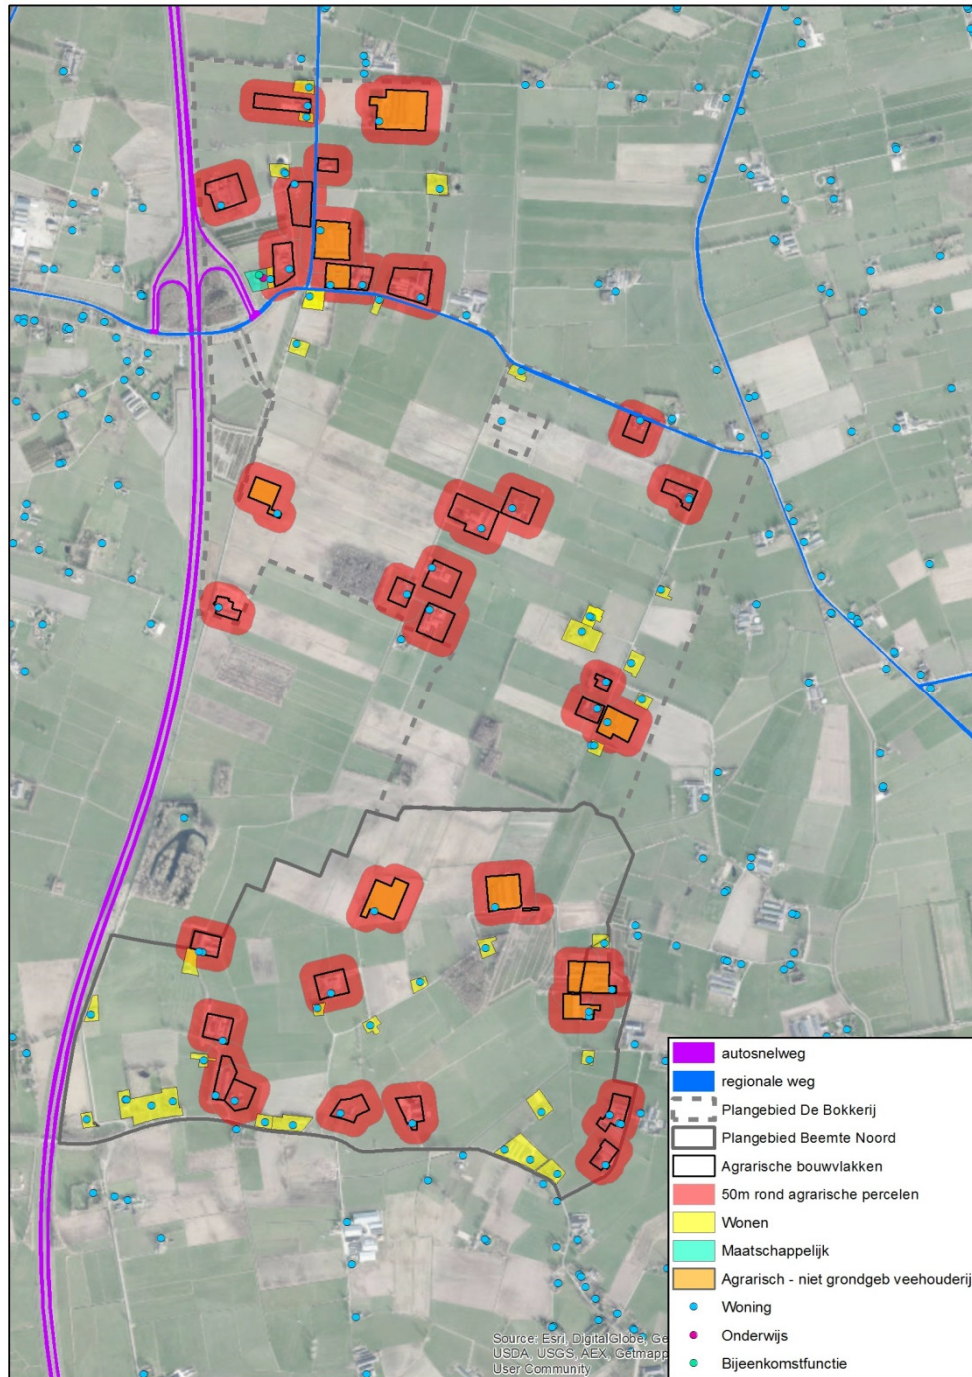 autosnelweg
regionale weg
Plangebied De Bokkerij
Plangebied Beemte Noord
Agrarische bouwvlakken
50m rond agrarische percelen
Wonen
Maatschappelijk
Agrarisch - niet grondgeb veehouderij
Woning
Onderwijs
Bijeenkomstfunctie
Source: Esri, DigitalGlobe, Ge
USDA, USGS, AEX, Getmapp
User Community